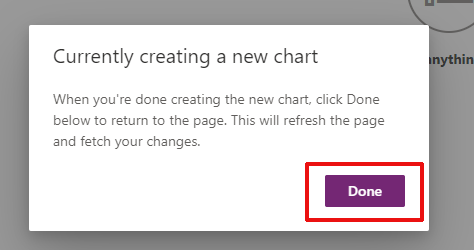 Currently creating a new chart
nythin
When you're done creating the new chart, click Done
below to return to the page. This will refresh the page
and fetch your changes.
Done